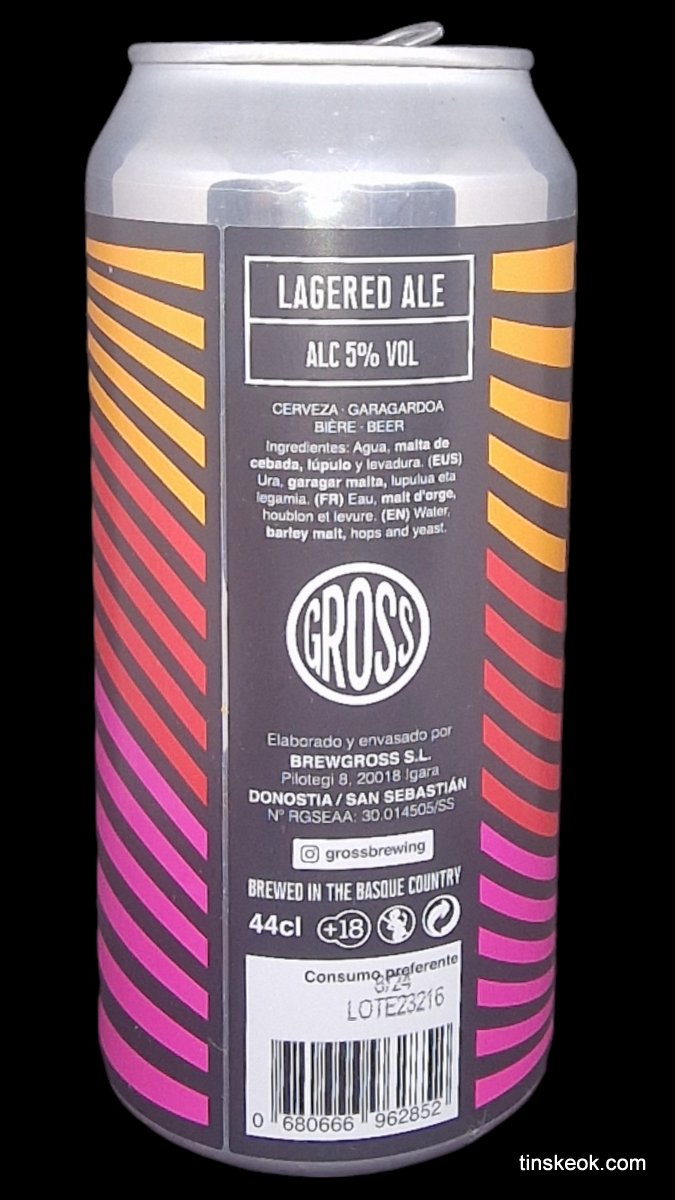 LAGERED ALE
ALC 5% VOL
CERVEZA · GARAGARDOA
BIÈRE · BEER
Ingredientes: Agua, malta de
cebada, lúpulo y levadura. (EUS)
Ura, garagar malta, lupulua eta
legamia. (FR) Eau, malt d'orge,
houblon et levure. (EN) Water,
barley malt, hops and yeast.
GROSS
Elaborado y envasado por
BREWGROSS S.L.
Pilotegi 8, 20018 Igara
DONOSTIA / SAN SEBASTIÁN
Nº RGSEAA: 30.014505/SS
grossbrewing
BREWED IN THE BASQUE COUNTRY
44cl +18
Consumo preferente
8/24
LOTE23216
0 680666 962852
tinskeok.com